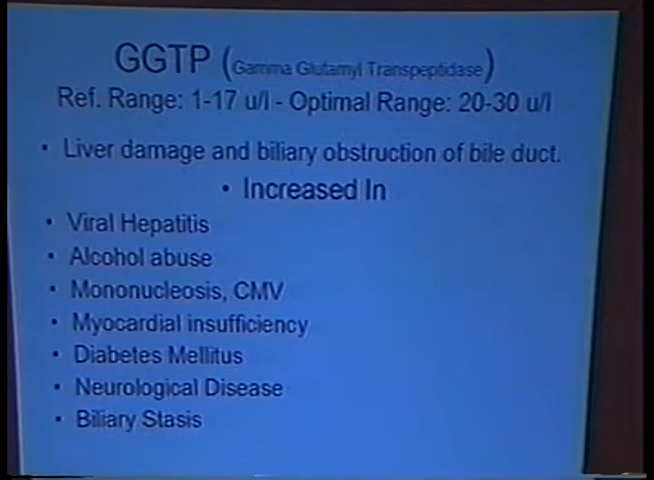 GGTP (Gamma Glutamyl Transpeptidase)
Ref. Range: 1-17 u/l - Optimal Range: 20-30 u/l
• Liver damage and biliary obstruction of bile duct.
• Increased In
• Viral Hepatitis
• Alcohol abuse
• Mononucleosis, CMV
• Myocardial insufficiency
• Diabetes Mellitus
• Neurological Disease
• Biliary Stasis